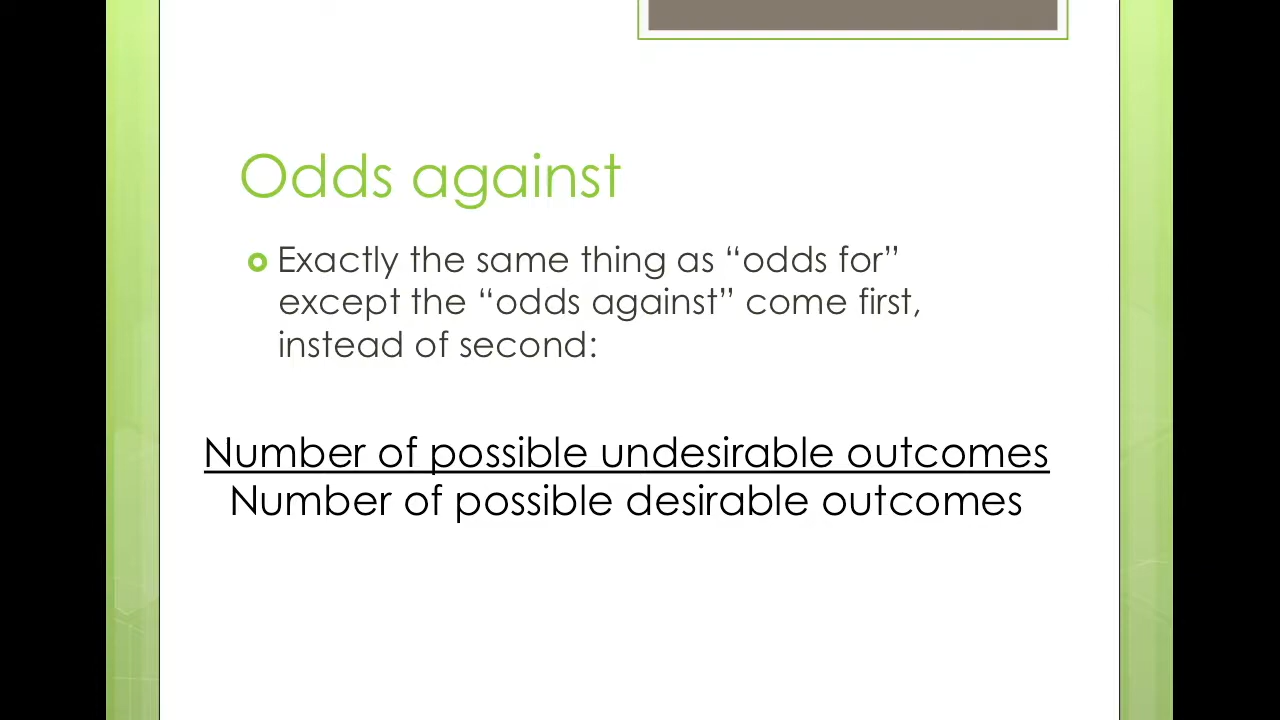 Odds against
Exactly the same thing as “odds for”
except the “odds against” come first,
instead of second:
Number of possible undesirable outcomes
Number of possible desirable outcomes